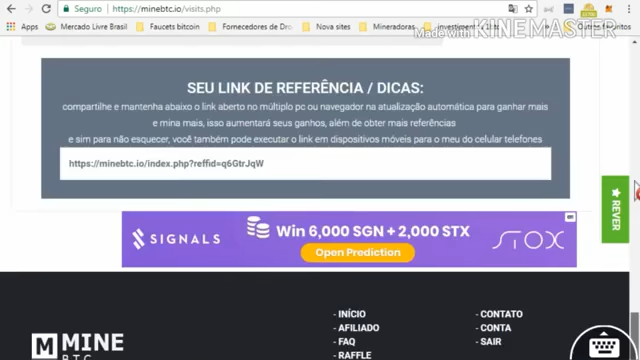 Seguro
https://minebtc.io/visits.php
Made with KINEMASTER
Apps
Mercado Livre Brasil
Faucets bitcoin
Fornecedores de Dro
Nova sites
Mineradoras
Outros favoritos
SEU LINK DE REFERÊNCIA / DICAS:
compartilhe e mantenha abaixo o link aberto no múltiplo pc ou navegador na atualização automática para ganhar mais
e mina mais, isso aumentará seus ganhos, além de obter mais referências
e sim para não esquecer, você também pode executar o link em dispositivos móveis para o meu do celular telefones
https://minebtc.io/index.php?reffid=q6GtrJqW
★ REVER
SIGNALS
Win 6,000 SGN + 2,000 STX
Open Prediction
STOX
- INÍCIO
- CONTATO
- AFILIADO
- CONTA
- FAQ
- SAIR
- RAFFLE
M MINE
BTC